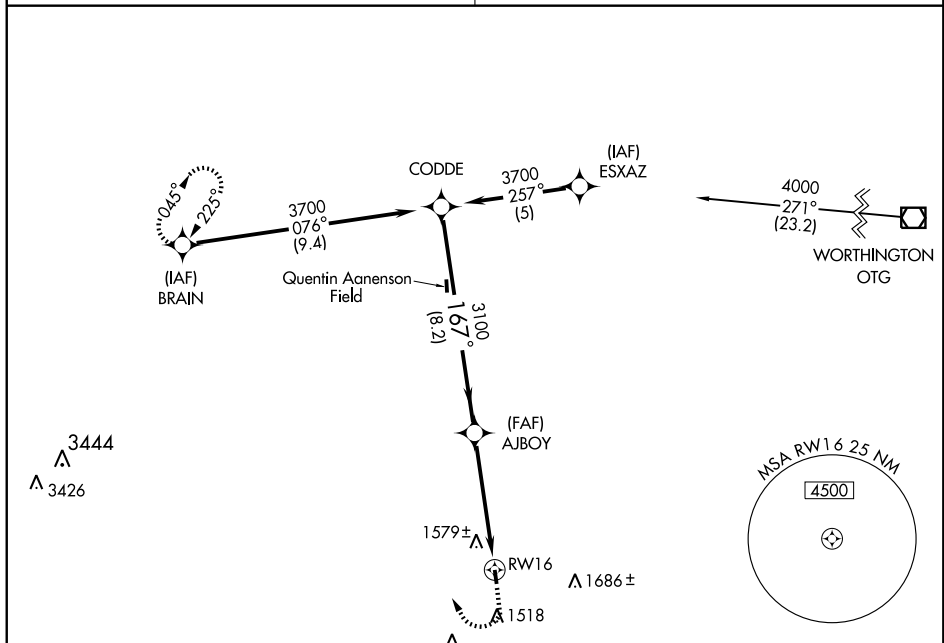 (IAF)
ESXAZ
CODDE
3700
257°
(5)
4000
271°
(23.2)
045°
225°
3700
076°
(9.4)
WORTHINGTON
OTG
(IAF)
BRAIN
Quentin Aanenson
Field
3100
167°
(8.2)
(FAF)
AJBOY
3444
3426
MSA RW16 25 NM
4500
1579±
RW16
1686±
1518